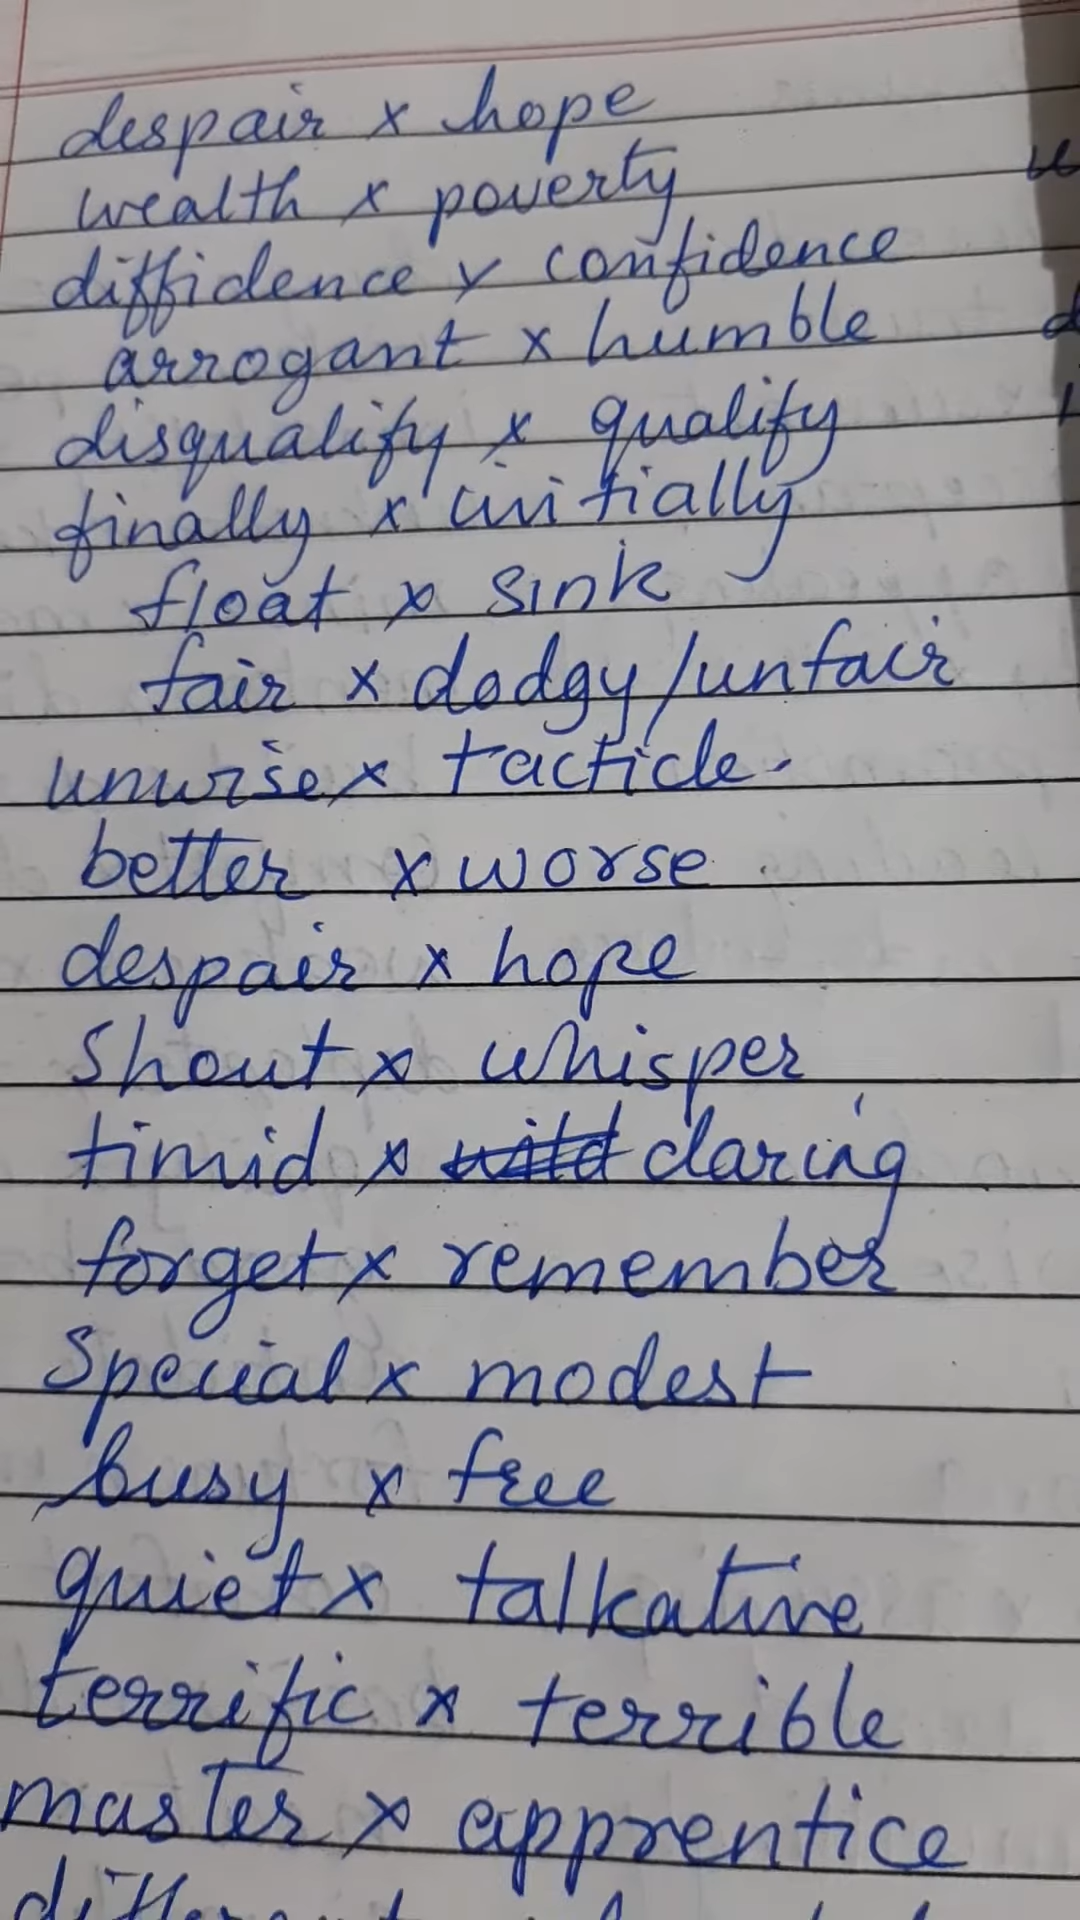 despair x hope
wealth x poverty
diffidence x confidence
arrogant x humble
disqualify x qualify
finally x initially
float x sink
fair x dodgy/unfair
unwise x tacticle.
better x worse
despair x hope
Shout x whisper
timid x wild daring
forget x remember
Special x modest
busy x free
quiet x talkative
terrific x terrible
master x apprentice